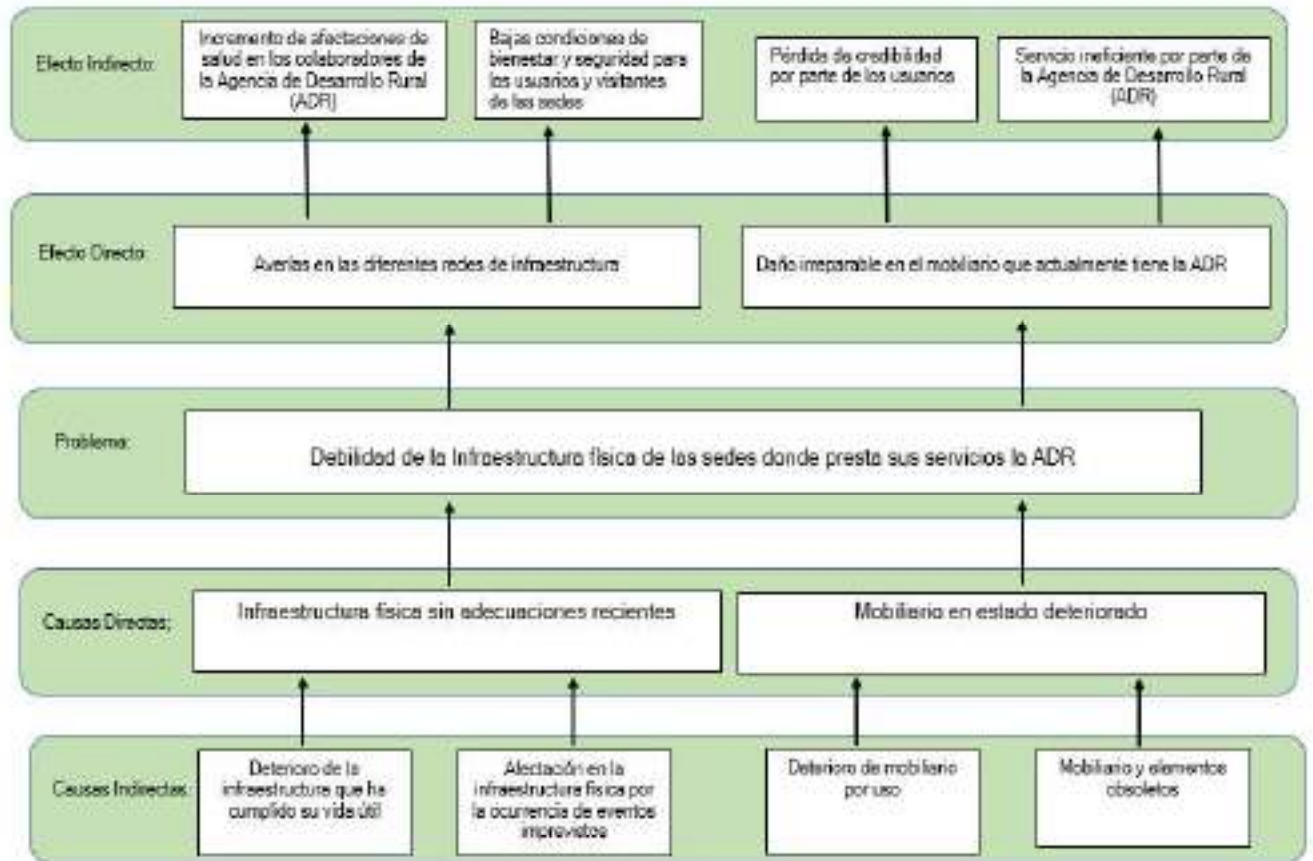 Efecto Indirecto:
Incremento de afectaciones de
salud en los colaboradores de
la Agencia de Desarrollo Rural
(ADR)
Bajas condiciones de
bienestar y seguridad para
los usuarios y visitantes
de las sedes
Pérdida de credibilidad
por parte de los usuarios
Servicio ineficiente por parte de
la Agencia de Desarrollo Rural
(ADR)
Efecto Directo:
Averías en las diferentes redes de infraestructura
Daño irreparable en el mobiliario que actualmente tiene la ADR
Problema:
Debilidad de la Infraestructura física de las sedes donde presta sus servicios la ADR
Causas Directas;
Infraestructura física sin adecuaciones recientes
Mobiliario en estado deteriorado
Causas Indirectas:
Deterioro de la
infraestructura que ha
cumplido su vida útil
Afectación en la
infraestructura física por
la ocurrencia de eventos
imprevistos
Deterioro de mobiliario
por uso
Mobiliario y elementos
obsoletos